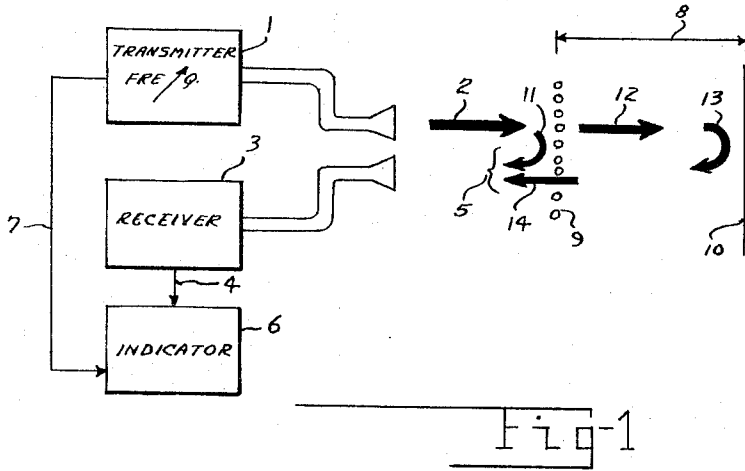 1
8
TRANSMITTER
FREQ.
2
11
12
13
3
5
14
9
10
7
RECEIVER
4
6
INDICATOR
Fig-1